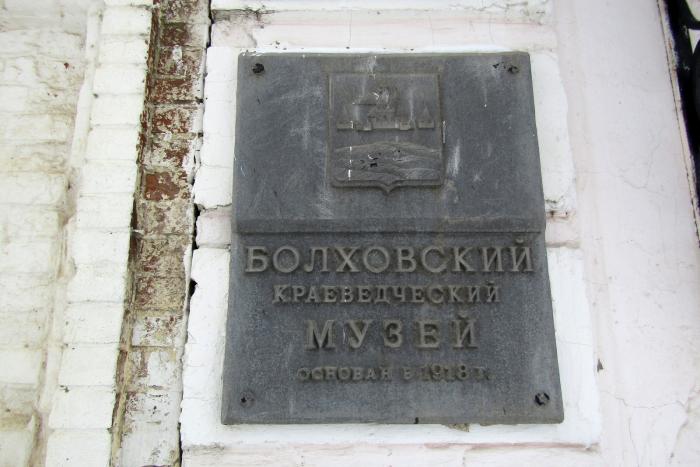 БОЛХОВСКИЙ
КРАЕВЕДЧЕСКИЙ
МУЗЕЙ
ОСНОВАН В 1918 Г.